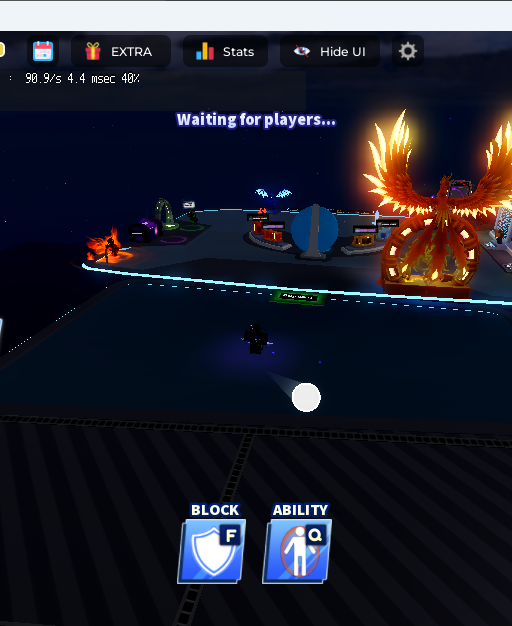 EXTRA
Stats
Hide UI
: 90.9/s 4.4 msec 40%
Waiting for players...
BLOCK
ABILITY
F
Q